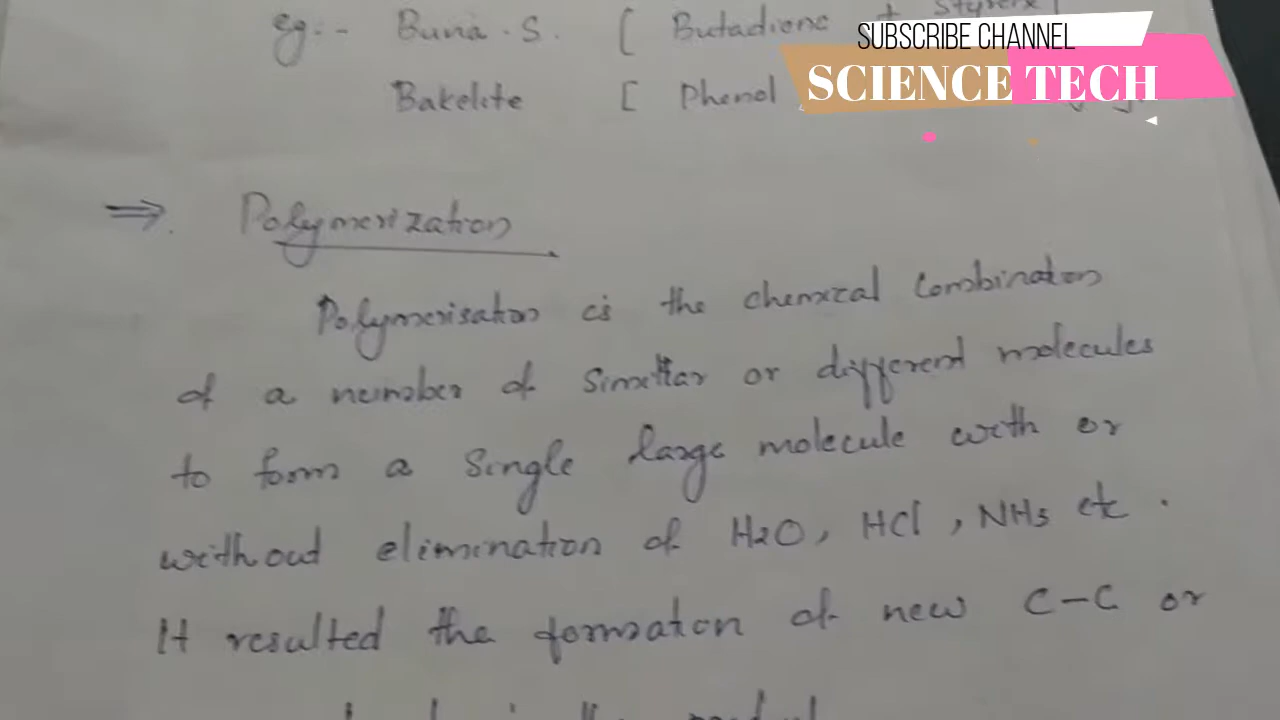 eg:- Buna.S. [ Butadiene + Styrene ]
SUBSCRIBE CHANNEL
SCIENCE TECH
Bakelite [ Phenol
⇒. Polymerization
Polymerisation is the chemical Combination
of a number of Similar or different molecules
to form a Single large molecule with or
without elimination of H2O, HCl, NH3 etc.
It resulted the formation of new C-C or